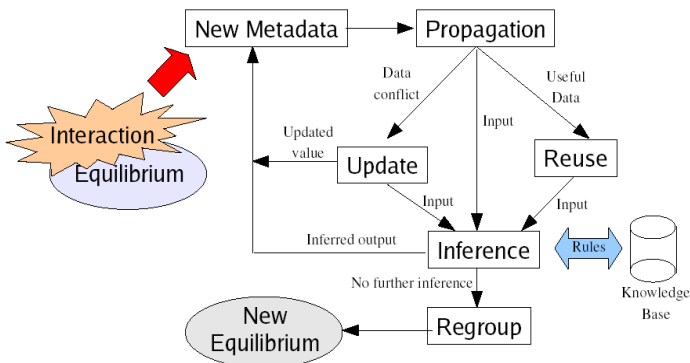 New Metadata
Propagation
Data
conflict
Useful
Data
Input
Interaction
Equilibrium
Updated
value
Update
Reuse
Input
Input
Inferred output
Inference
Rules
No further inference
Knowledge
Base
New
Equilibrium
Regroup